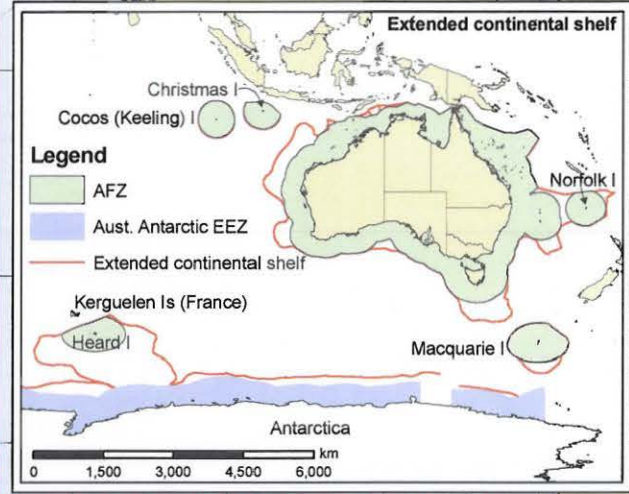 Extended continental shelf
Christmas I
Cocos (Keeling) I
Legend
AFZ
Aust. Antarctic EEZ
Extended continental shelf
Norfolk I
Kerguelen Is (France)
Heard I
Macquarie I
Antarctica
km
0 1,500 3,000 4,500 6,000